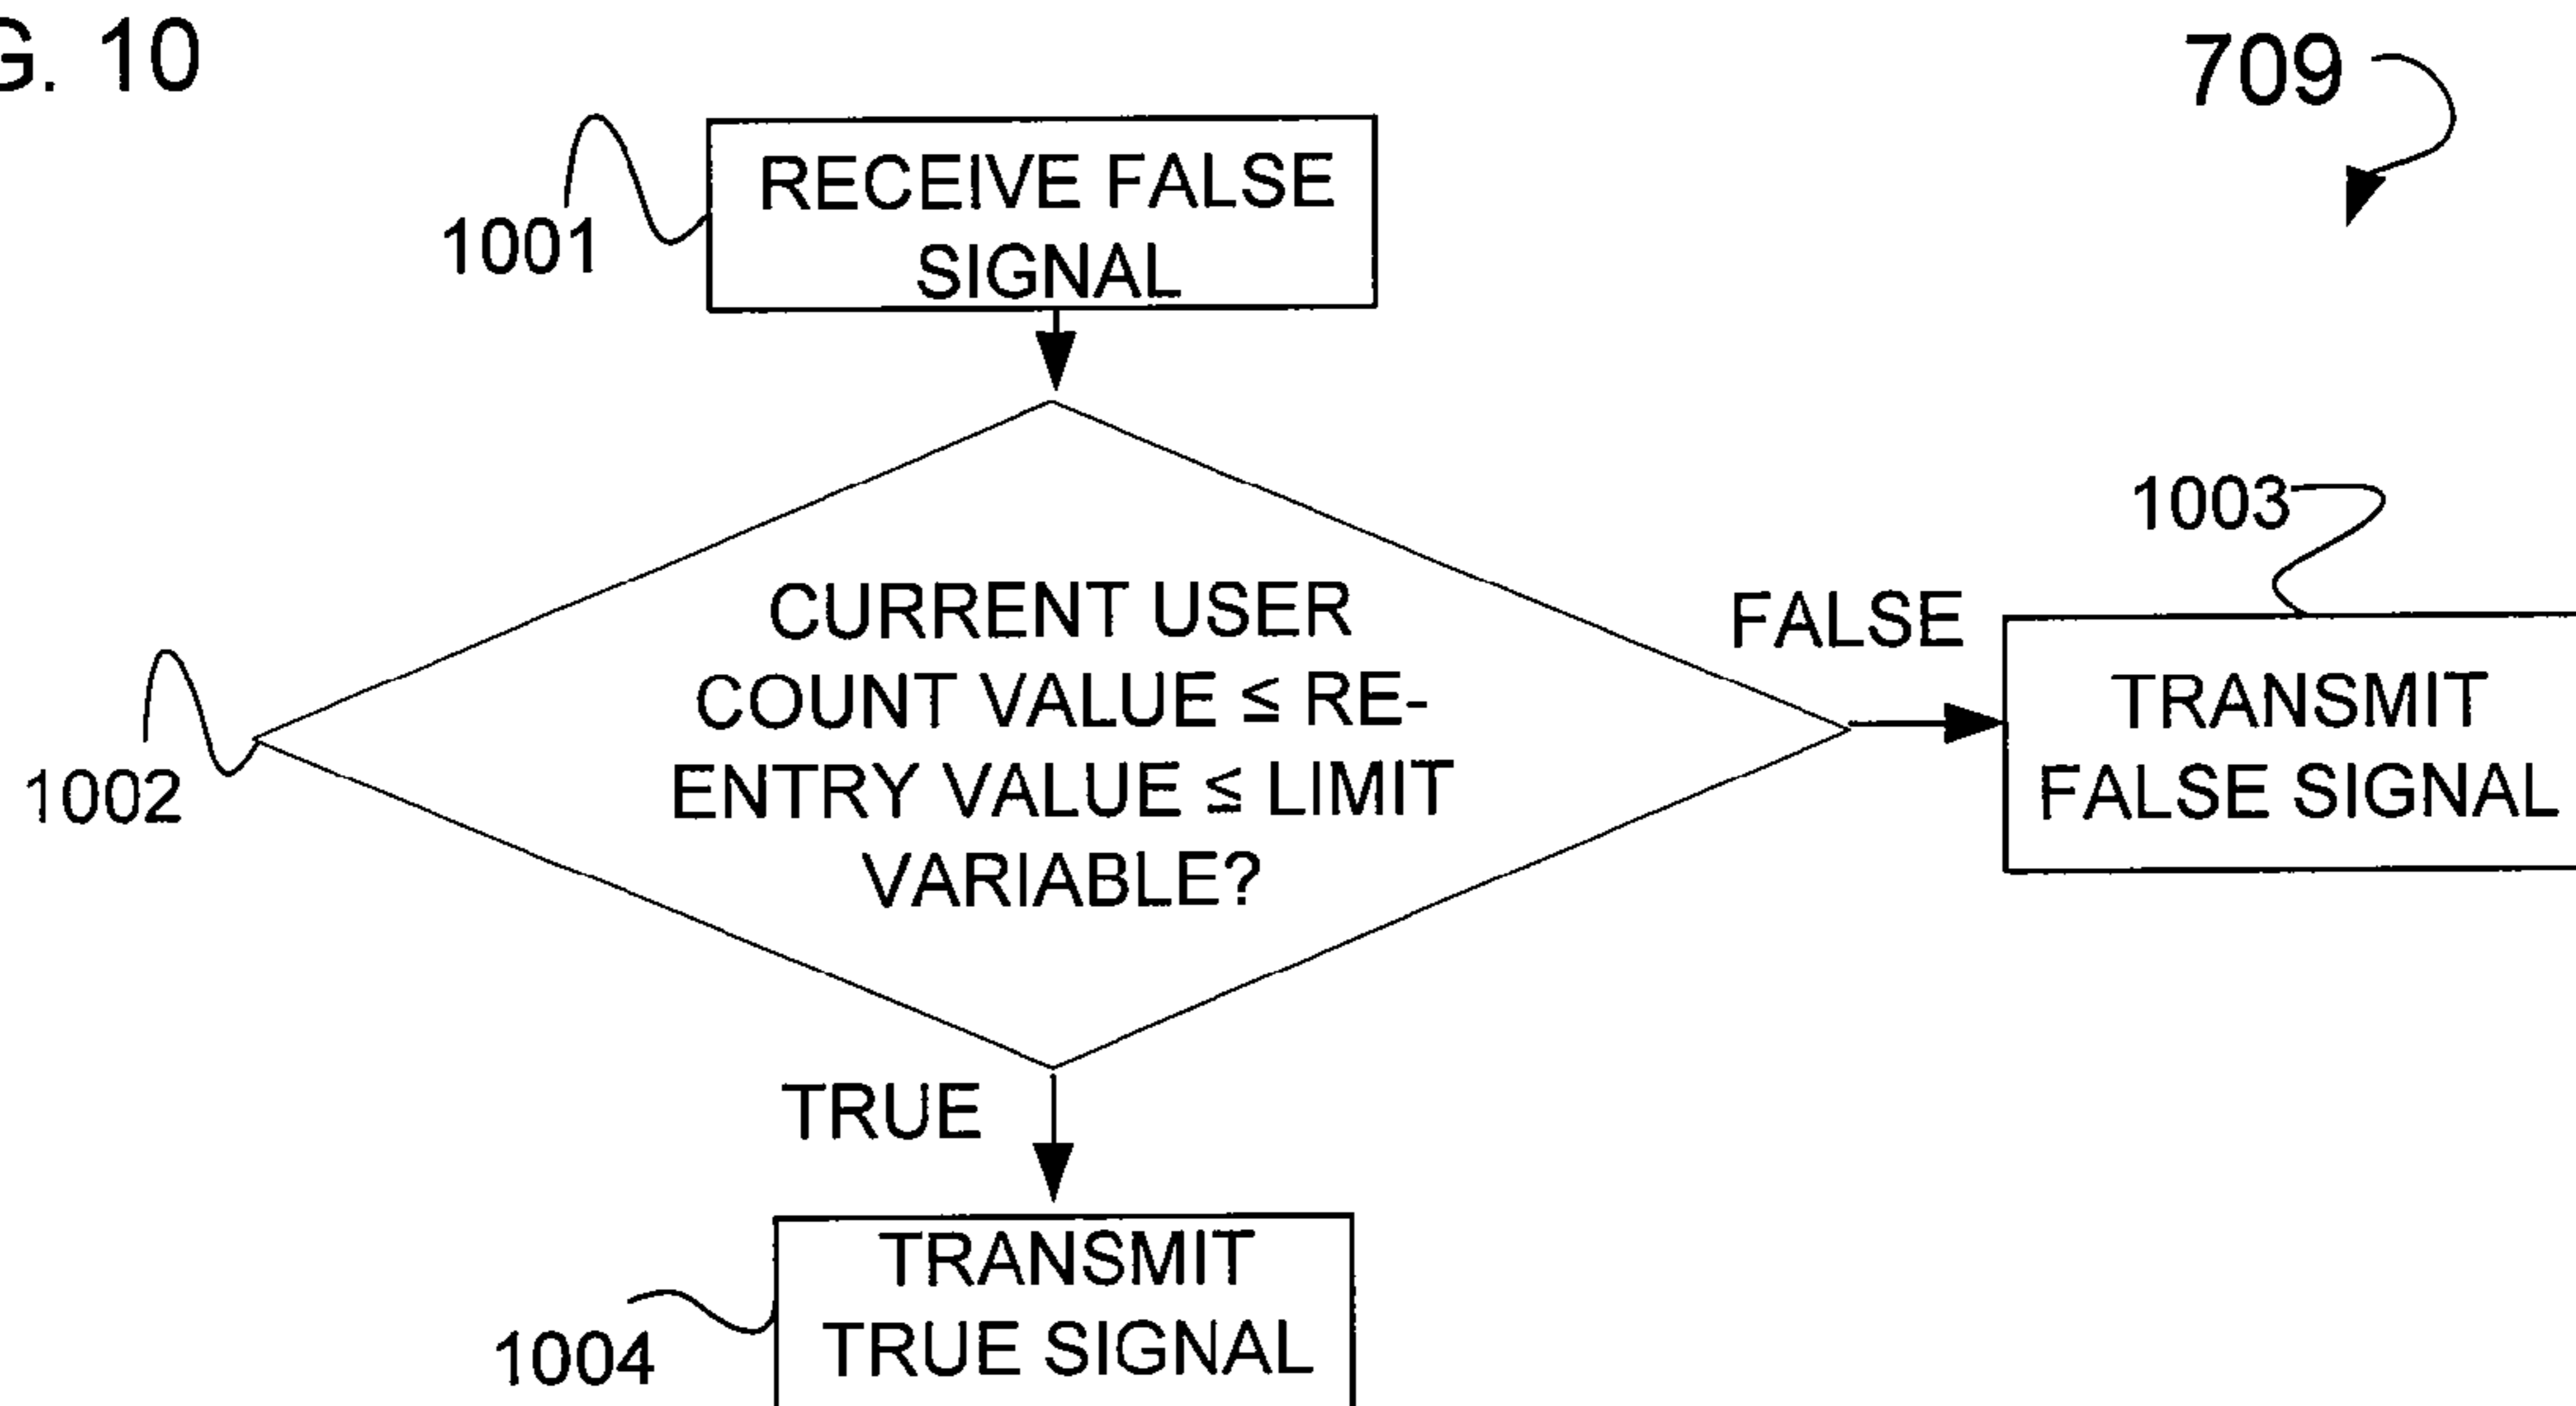 G. 10
709
RECEIVE FALSE
SIGNAL
1001
1003
CURRENT USER
COUNT VALUE ≤ RE-
ENTRY VALUE ≤ LIMIT
VARIABLE?
FALSE
TRANSMIT
FALSE SIGNAL
1002
TRUE
TRANSMIT
TRUE SIGNAL
1004